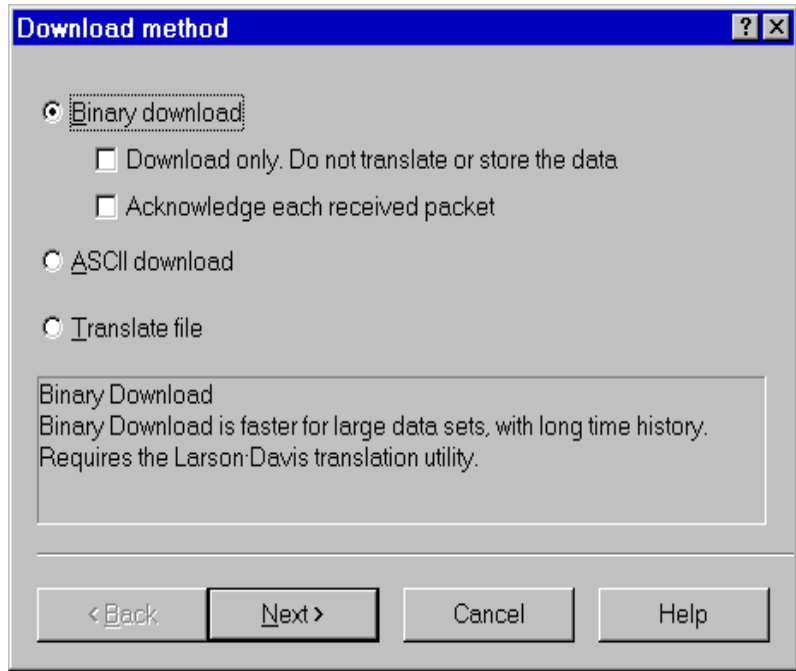 Download method
Binary download
Download only. Do not translate or store the data
Acknowledge each received packet
ASCII download
Translate file
Binary Download
Binary Download is faster for large data sets, with long time history.
Requires the Larson·Davis translation utility.
< Back Next > Cancel Help